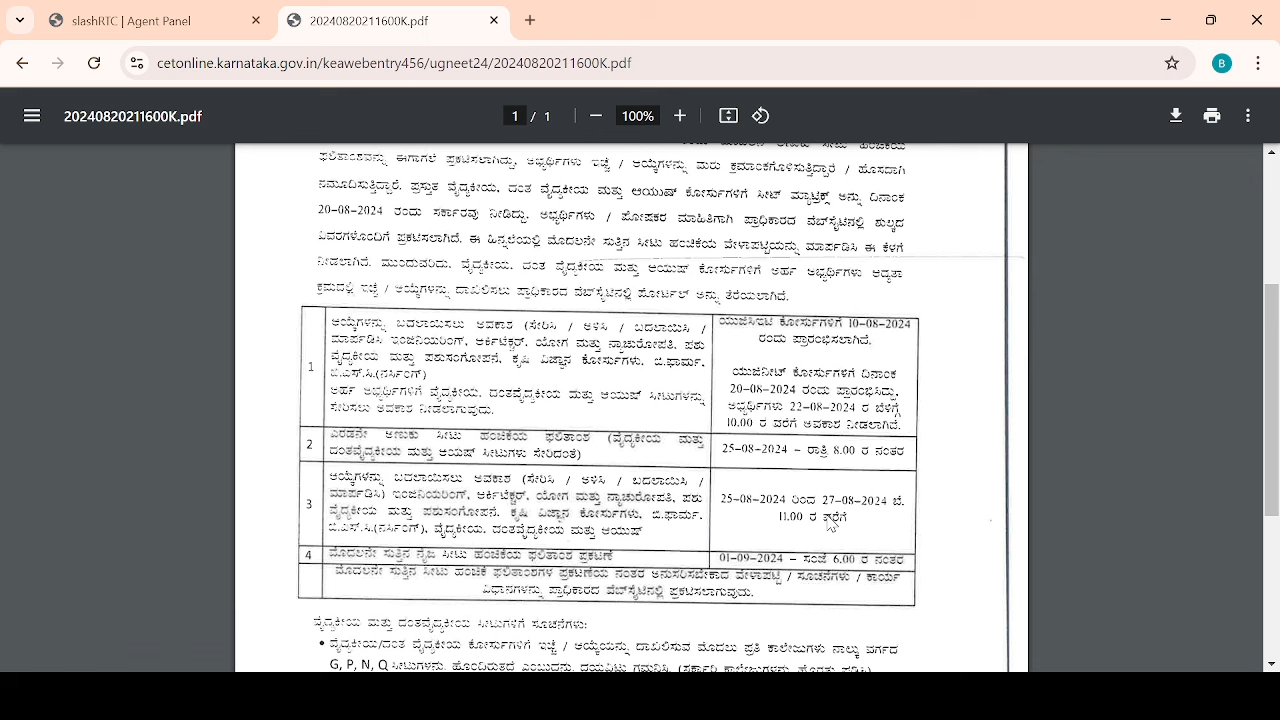 slashRTC | Agent Panel
20240820211600K.pdf
cetonline.karnataka.gov.in/keawebentry456/ugneet24/20240820211600K.pdf
B
20240820211600K.pdf
1 / 1
100%
ಫಲಿತಾಂಶವನ್ನು ಈಗಾಗಲೆ ಪ್ರಕಟಿಸಲಾಗಿದ್ದು, ಅಭ್ಯರ್ಥಿಗಳು ಇಚ್ಛೆ / ಆಯ್ಕೆಗಳನ್ನು ಮರು ಕ್ರಮಾಂಕಗೊಳಿಸುತ್ತಿದ್ದಾರೆ / ಹೊಸದಾಗಿ
ನಮೂದಿಸುತ್ತಿದ್ದಾರೆ. ಪ್ರಸ್ತುತ ವೈದ್ಯಕೀಯ, ದಂತ ವೈದ್ಯಕೀಯ ಮತ್ತು ಆಯುಷ್ ಕೋರ್ಸುಗಳಿಗೆ ಸೀಟ್ ಮ್ಯಾಟ್ರಿಕ್ಸ್ ಅನ್ನು ದಿನಾಂಕ
20-08-2024 ರಂದು ಸರ್ಕಾರವು ನೀಡಿದ್ದು, ಅಭ್ಯರ್ಥಿಗಳು / ಪೋಷಕರ ಮಾಹಿತಿಗಾಗಿ ಪ್ರಾಧಿಕಾರದ ವೆಬ್‌ಸೈಟಿನಲ್ಲಿ ಶುಲ್ಕದ
ವಿವರಗಳೊಂದಿಗೆ ಪ್ರಕಟಿಸಲಾಗಿದೆ. ಈ ಹಿನ್ನಲೆಯಲ್ಲಿ ಮೊದಲನೇ ಸುತ್ತಿನ ಸೀಟು ಹಂಚಿಕೆಯ ವೇಳಾಪಟ್ಟಿಯನ್ನು ಮಾರ್ಪಡಿಸಿ ಈ ಕೆಳಗೆ
ನೀಡಲಾಗಿದೆ. ಮುಂದುವರಿದು, ವೈದ್ಯಕೀಯ, ದಂತ ವೈದ್ಯಕೀಯ ಮತ್ತು ಆಯುಷ್ ಕೋರ್ಸುಗಳಿಗೆ ಅರ್ಹ ಅಭ್ಯರ್ಥಿಗಳು ಆದ್ಯತಾ
ಕ್ರಮದಲ್ಲಿ ಇಚ್ಛೆ / ಆಯ್ಕೆಗಳನ್ನು ದಾಖಲಿಸಲು ಪ್ರಾಧಿಕಾರದ ವೆಬ್‌ಸೈಟಿನಲ್ಲಿ ಪೋರ್ಟಲ್ ಅನ್ನು ತೆರೆಯಲಾಗಿದೆ.
1
ಆಯ್ಕೆಗಳನ್ನು ಬದಲಾಯಿಸಲು ಅವಕಾಶ (ಸೇರಿಸಿ / ಅಳಿಸಿ / ಬದಲಾಯಿಸಿ /
ಮಾರ್ಪಡಿಸಿ ಇಂಜಿನಿಯರಿಂಗ್, ಆರ್ಕಿಟೆಕ್ಚರ್, ಯೋಗ ಮತ್ತು ನ್ಯಾಚುರೋಪತಿ, ಪಶು
ವೈದ್ಯಕೀಯ ಮತ್ತು ಪಶುಸಂಗೋಪನೆ, ಕೃಷಿ ವಿಜ್ಞಾನ ಕೋರ್ಸುಗಳು, ಬಿ.ಫಾರ್ಮ,
ಬಿ.ಎಸ್.ಸಿ.(ನರ್ಸಿಂಗ್)
ಅರ್ಹ ಅಭ್ಯರ್ಥಿಗಳಿಗೆ ವೈದ್ಯಕೀಯ, ದಂತವೈದ್ಯಕೀಯ ಮತ್ತು ಆಯುಷ್ ಸೀಟುಗಳನ್ನು
ಸೇರಿಸಲು ಅವಕಾಶ ನೀಡಲಾಗುವುದು.
ಯುಜಿಸಿಇಟಿ ಕೋರ್ಸುಗಳಿಗೆ 10-08-2024
ರಂದು ಪ್ರಾರಂಭಿಸಲಾಗಿದೆ.
ಯುಜಿನೀಟ್ ಕೋರ್ಸುಗಳಿಗೆ ದಿನಾಂಕ
20-08-2024 ರಂದು ಪ್ರಾರಂಭಿಸಿದ್ದು,
ಅಭ್ಯರ್ಥಿಗಳು 22-08-2024 ರ ಬೆಳಿಗ್ಗೆ
10.00 ರ ವರೆಗೆ ಅವಕಾಶ ನೀಡಲಾಗಿದೆ.
2
ಎರಡನೇ ಅಣುಕು ಸೀಟು ಹಂಚಿಕೆಯ ಫಲಿತಾಂಶ (ವೈದ್ಯಕೀಯ ಮತ್ತು
ದಂತವೈದ್ಯಕೀಯ ಮತ್ತು ಆಯಷ್ ಸೀಟುಗಳು ಸೇರಿದಂತೆ)
25-08-2024 – ರಾತ್ರಿ 8.00 ರ ನಂತರ
3
ಆಯ್ಕೆಗಳನ್ನು ಬದಲಾಯಿಸಲು ಅವಕಾಶ (ಸೇರಿಸಿ / ಅಳಿಸಿ / ಬದಲಾಯಿಸಿ /
ಮಾರ್ಪಡಿಸಿ) ಇಂಜಿನಿಯರಿಂಗ್, ಆರ್ಕಿಟೆಕ್ಚರ್, ಯೋಗ ಮತ್ತು ನ್ಯಾಚುರೋಪತಿ, ಪಶು
ವೈದ್ಯಕೀಯ ಮತ್ತು ಪಶುಸಂಗೋಪನೆ, ಕೃಷಿ ವಿಜ್ಞಾನ ಕೋರ್ಸುಗಳು, ಬಿ.ಫಾರ್ಮ,
ಬಿ.ಎಸ್.ಸಿ.(ನರ್ಸಿಂಗ್), ವೈದ್ಯಕೀಯ, ದಂತವೈದ್ಯಕೀಯ ಮತ್ತು ಆಯುಷ್
25-08-2024 ರಿಂದ 27-08-2024 ಬೆ.
11.00 ರ ವರೆಗೆ
4
ಮೊದಲನೇ ಸುತ್ತಿನ ನೈಜ ಸೀಟು ಹಂಚಿಕೆಯ ಫಲಿತಾಂಶ ಪ್ರಕಟಣೆ
01-09-2024 – ಸಂಜೆ 6.00 ರ ನಂತರ
ಮೊದಲನೇ ಸುತ್ತಿನ ಸೀಟು ಹಂಚಿಕೆ ಫಲಿತಾಂಶಗಳ ಪ್ರಕಟಣೆಯ ನಂತರ ಅನುಸರಿಸಬೇಕಾದ ವೇಳಾಪಟ್ಟಿ / ಸೂಚನೆಗಳು / ಕಾರ್ಯ
ವಿಧಾನಗಳನ್ನು ಪ್ರಾಧಿಕಾರದ ವೆಬ್‌ಸೈಟಿನಲ್ಲಿ ಪ್ರಕಟಿಸಲಾಗುವುದು.
ವೈದ್ಯಕೀಯ ಮತ್ತು ದಂತವೈದ್ಯಕೀಯ ಸೀಟುಗಳಿಗೆ ಸೂಚನೆಗಳು:
• ವೈದ್ಯಕೀಯ/ದಂತ ವೈದ್ಯಕೀಯ ಕೋರ್ಸುಗಳಿಗೆ ಇಚ್ಛೆ / ಆಯ್ಕೆಯನ್ನು ದಾಖಲಿಸುವ ಮೊದಲು ಪ್ರತಿ ಕಾಲೇಜುಗಳು ನಾಲ್ಕು ವರ್ಗದ
G, P, N, Q ಸೀಟುಗಳನ್ನು ಹೊಂದಿರುತ್ತದೆ ಎಂಬುದನ್ನು ದಯವಿಟ್ಟು ಗಮನಿಸಿ